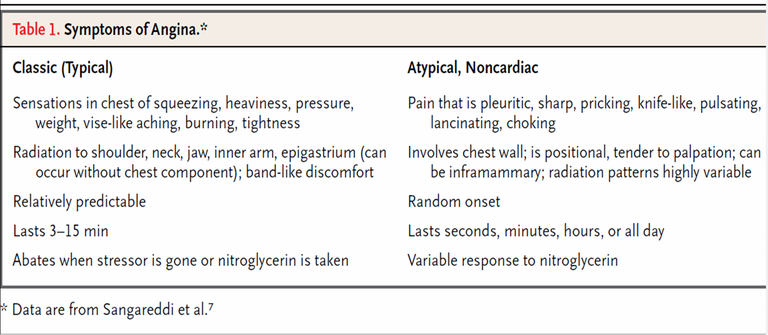 Table 1. Symptoms of Angina.*
Classic (Typical)
Atypical, Noncardiac
Sensations in chest of squeezing, heaviness, pressure,
weight, vise-like aching, burning, tightness
Pain that is pleuritic, sharp, pricking, knife-like, pulsating,
lancinating, choking
Radiation to shoulder, neck, jaw, inner arm, epigastrium (can
occur without chest component); band-like discomfort
Involves chest wall; is positional, tender to palpation; can
be inframammary; radiation patterns highly variable
Relatively predictable
Random onset
Lasts 3–15 min
Lasts seconds, minutes, hours, or all day
Abates when stressor is gone or nitroglycerin is taken
Variable response to nitroglycerin
* Data are from Sangareddi et al.⁷